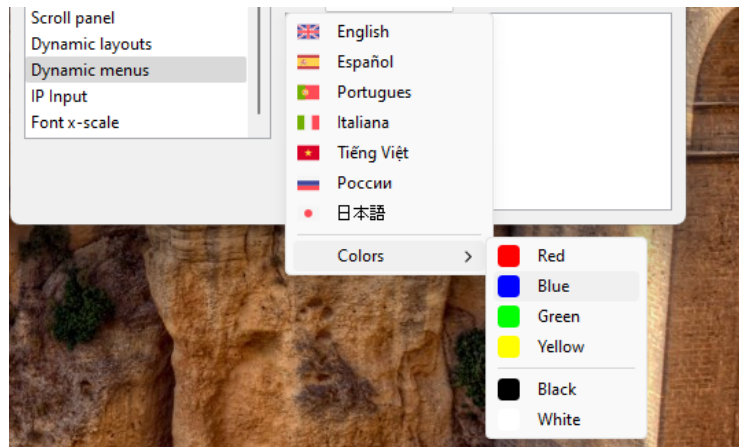 Scroll panel
Dynamic layouts
Dynamic menus
IP Input
Font x-scale
English
Español
Portugues
Italiana
Tiếng Việt
России
日本語
Colors
Red
Blue
Green
Yellow
Black
White